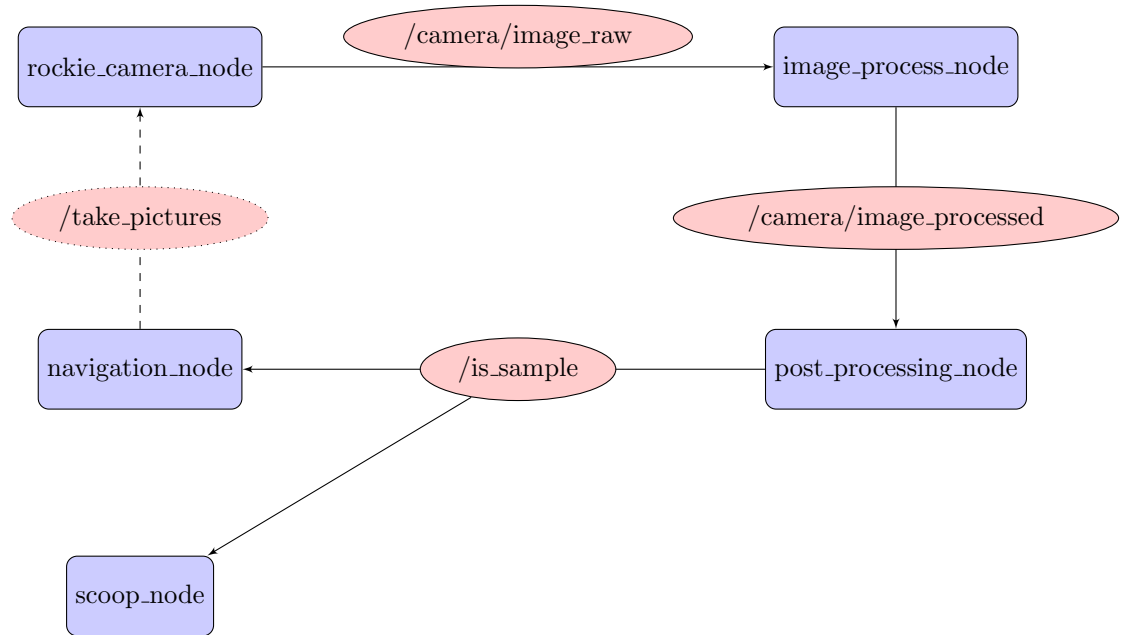 /camera/image_raw
rockie_camera_node
image_process_node
/take_pictures
/camera/image_processed
navigation_node
/is_sample
post_processing_node
scoop_node